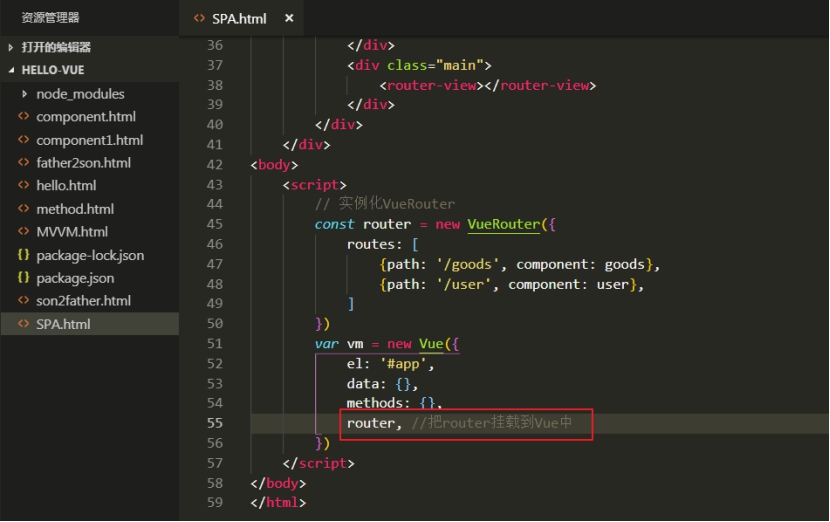 资源管理器
打开的编辑器
HELLO-VUE
node_modules
component.html
component1.html
father2son.html
hello.html
method.html
MVVM.html
package-lock.json
package.json
son2father.html
SPA.html
SPA.html ×
36 </div>
37 <div class="main">
38 <router-view></router-view>
39 </div>
40 </div>
41 </div>
42 <body>
43 <script>
44 // 实例化VueRouter
45 const router = new VueRouter({
46 routes: [
47 {path: '/goods', component: goods},
48 {path: '/user', component: user},
49 ]
50 })
51 var vm = new Vue({
52 el: '#app',
53 data: {},
54 methods: {},
55 router, //把router挂载到Vue中
56 })
57 </script>
58 </body>
59 </html>